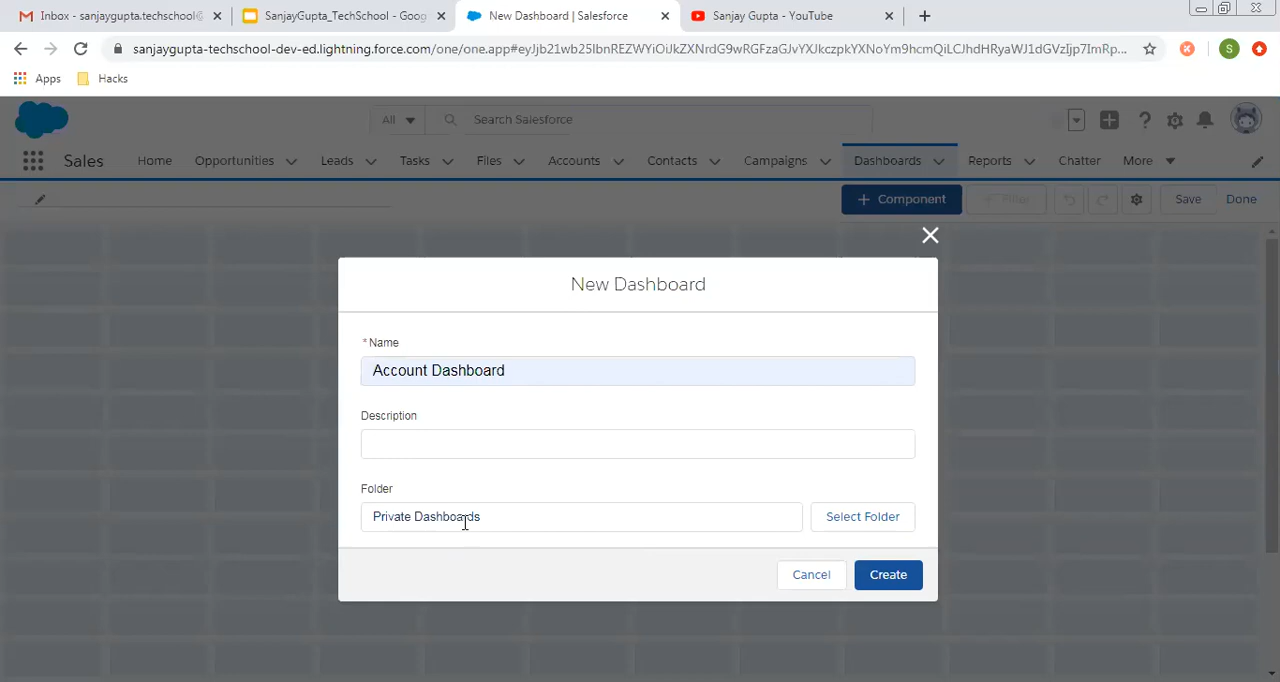 Inbox - sanjaygupta.techschool@
SanjayGupta_TechSchool - Goog
New Dashboard | Salesforce
Sanjay Gupta - YouTube
sanjaygupta-techschool-dev-ed.lightning.force.com/one/one.app#
Apps
Hacks
All
Search Salesforce
Sales
Home
Opportunities
Leads
Tasks
Files
Accounts
Contacts
Campaigns
Dashboards
Reports
Chatter
More
+ Component
+ Filter
Save
Done
New Dashboard
* Name
Account Dashboard
Description
Folder
Private Dashboards
Select Folder
Cancel
Create
S